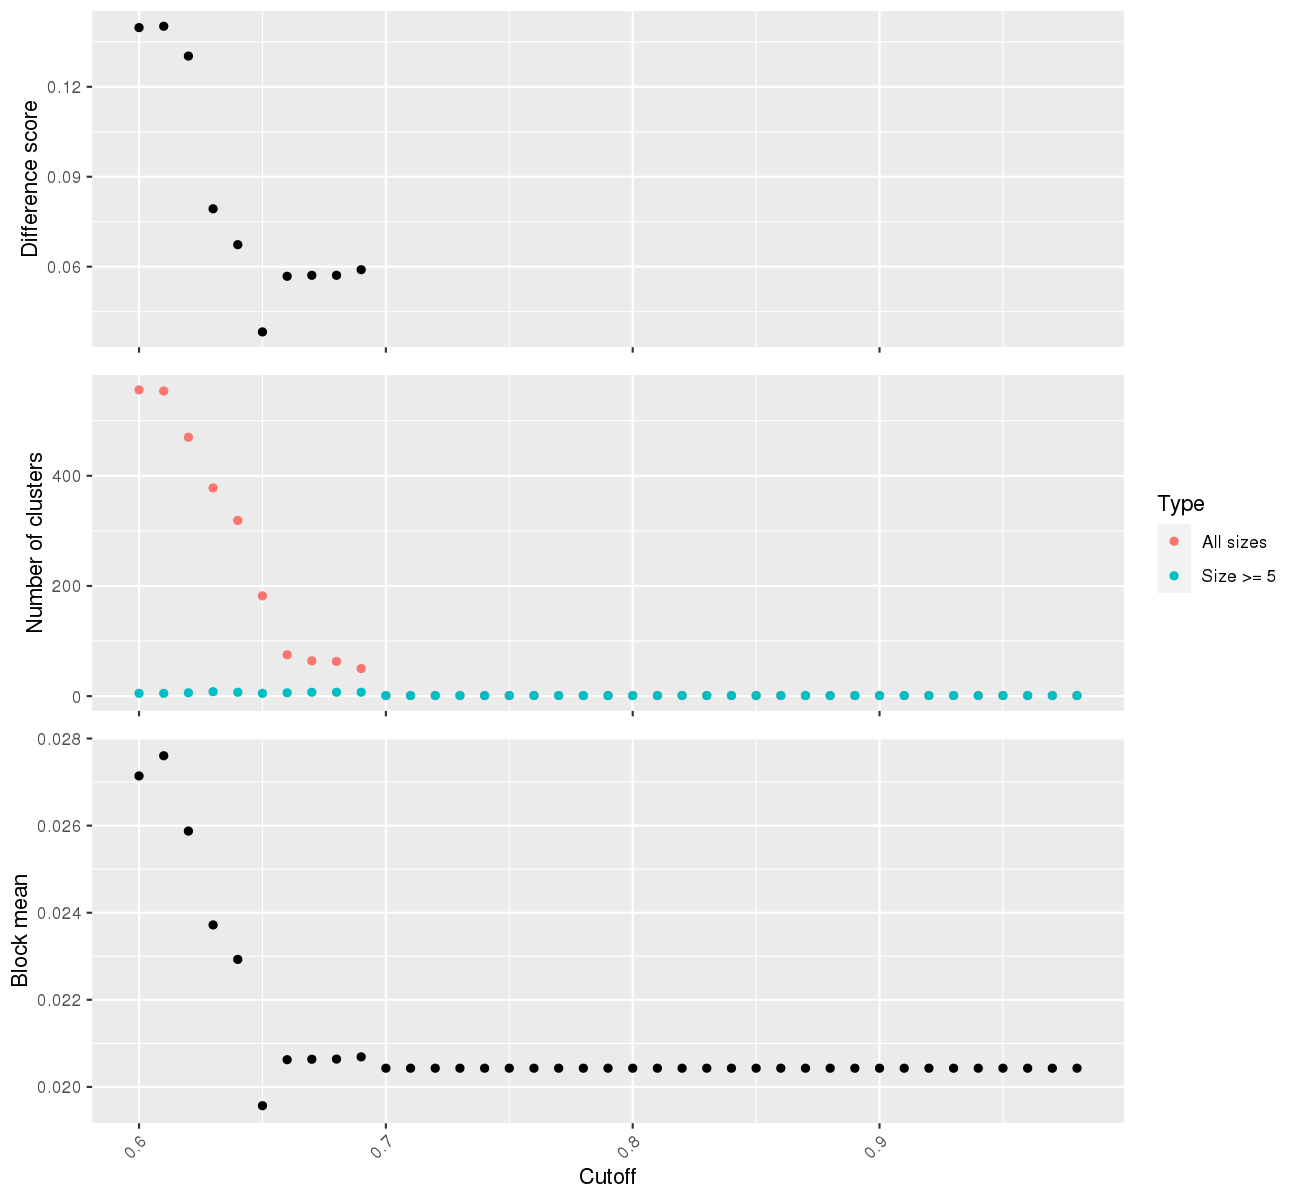 Difference score
0.12
0.09
0.06
Number of clusters
400
200
0
Type
All sizes
Size >= 5
Block mean
0.028
0.026
0.024
0.022
0.020
0.6
0.7
0.8
0.9
Cutoff